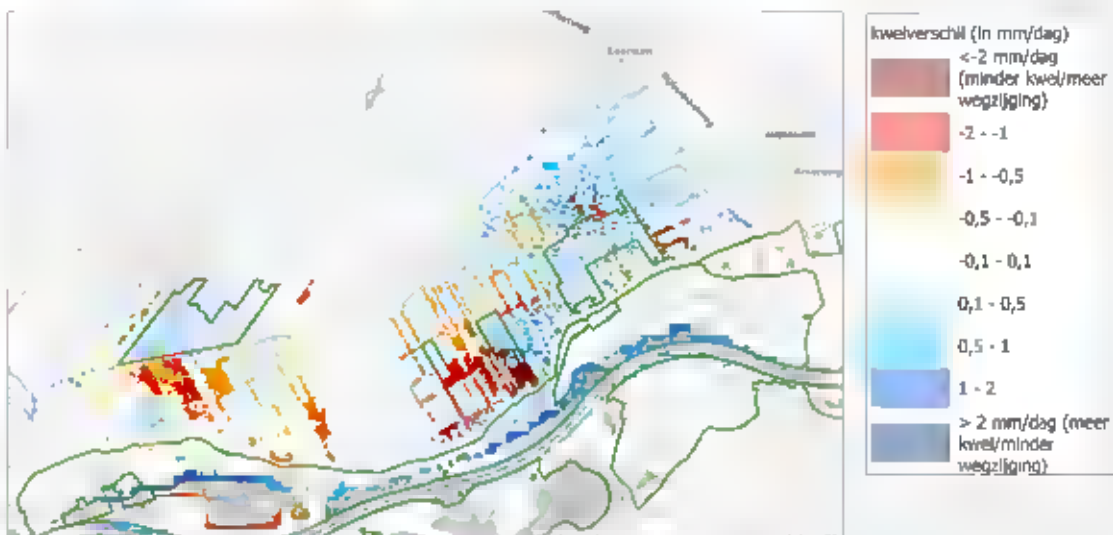 kwelverschil (in mm/dag)
<-2 mm/dag
(minder kwel/meer
wegzijging)
-2 - -1
-1 - -0,5
-0,5 - -0,1
-0,1 - 0,1
0,1 - 0,5
0,5 - 1
1 - 2
> 2 mm/dag (meer
kwel/minder
wegzijging)